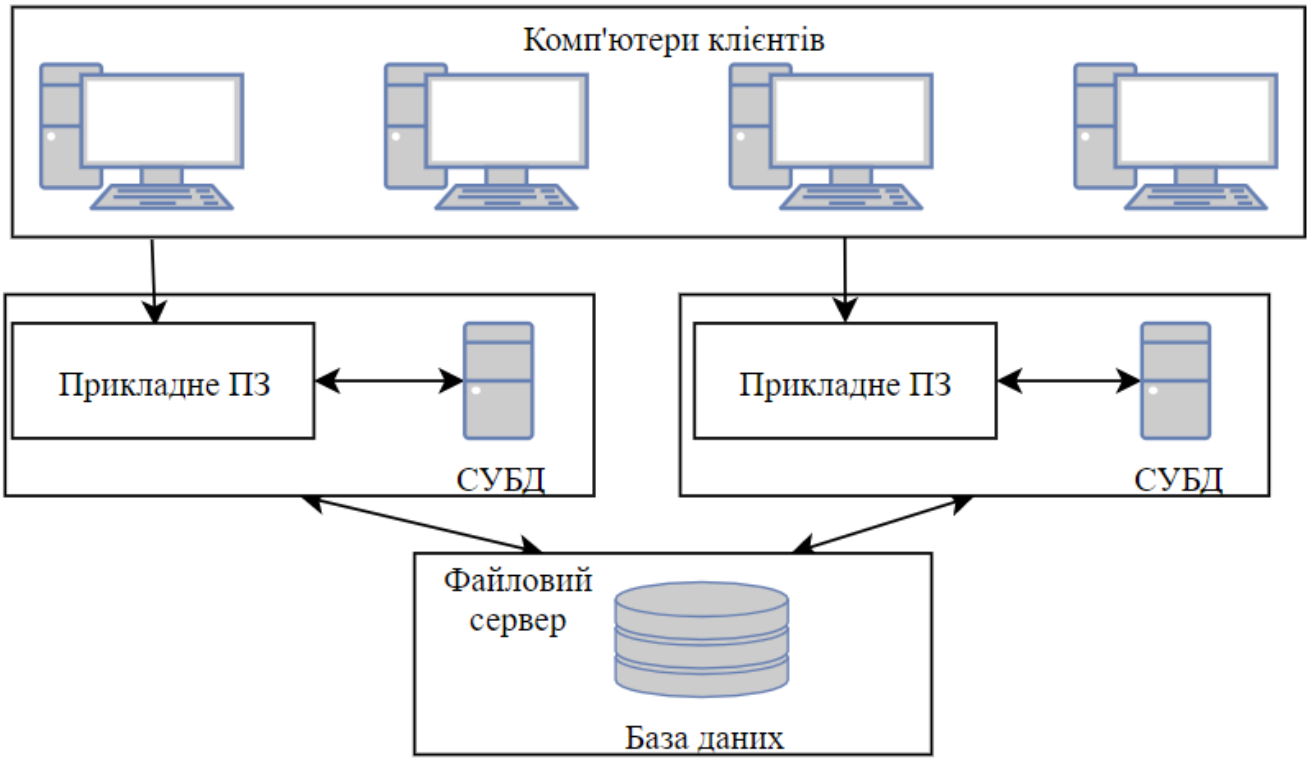 Комп'ютери клієнтів
Прикладне ПЗ
СУБД
Прикладне ПЗ
СУБД
Файловий
сервер
База даних